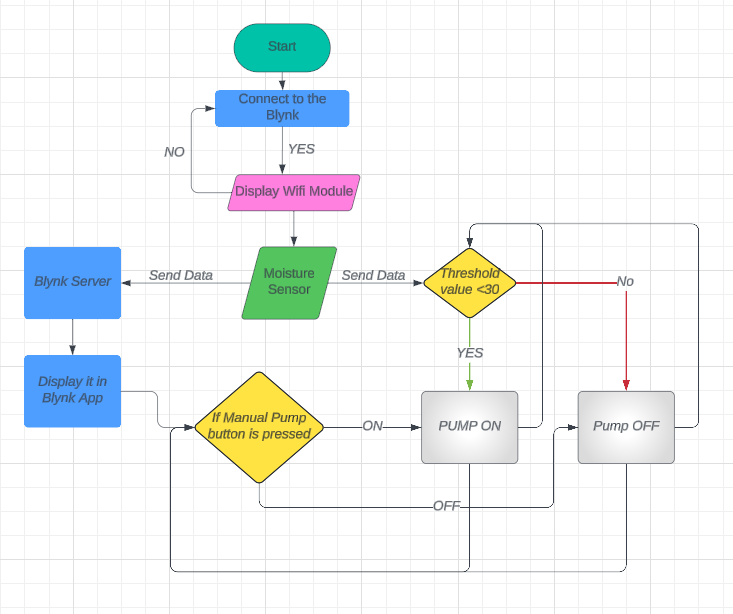 Start
Connect to the
Blynk
NO
YES
Display Wifi Module
Blynk Server
Send Data
Moisture
Sensor
Send Data
Threshold
value <30
No
YES
Display it in
Blynk App
If Manual Pump
button is pressed
ON
PUMP ON
Pump OFF
OFF